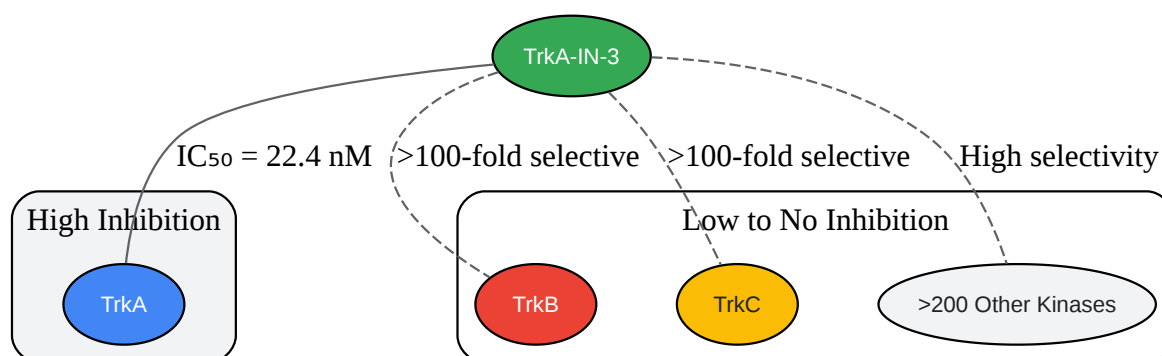 TrkA-IN-3
IC₅₀ = 22.4 nM
>100-fold selective
>100-fold selective
High selectivity
High Inhibition
Low to No Inhibition
TrkA
TrkB
TrkC
>200 Other Kinases